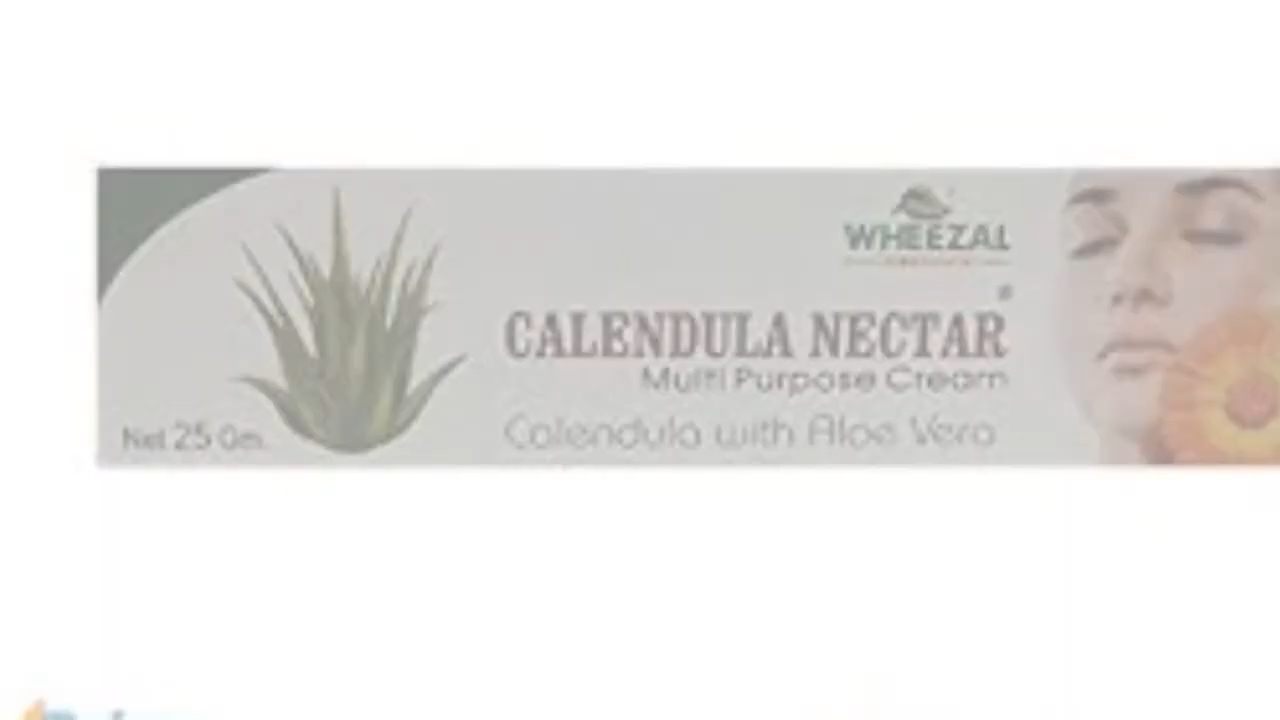 WHEEZAL
CALENDULA NECTAR
Multi Purpose Cream
Calendula with Aloe Vera
Net 25 Gm.